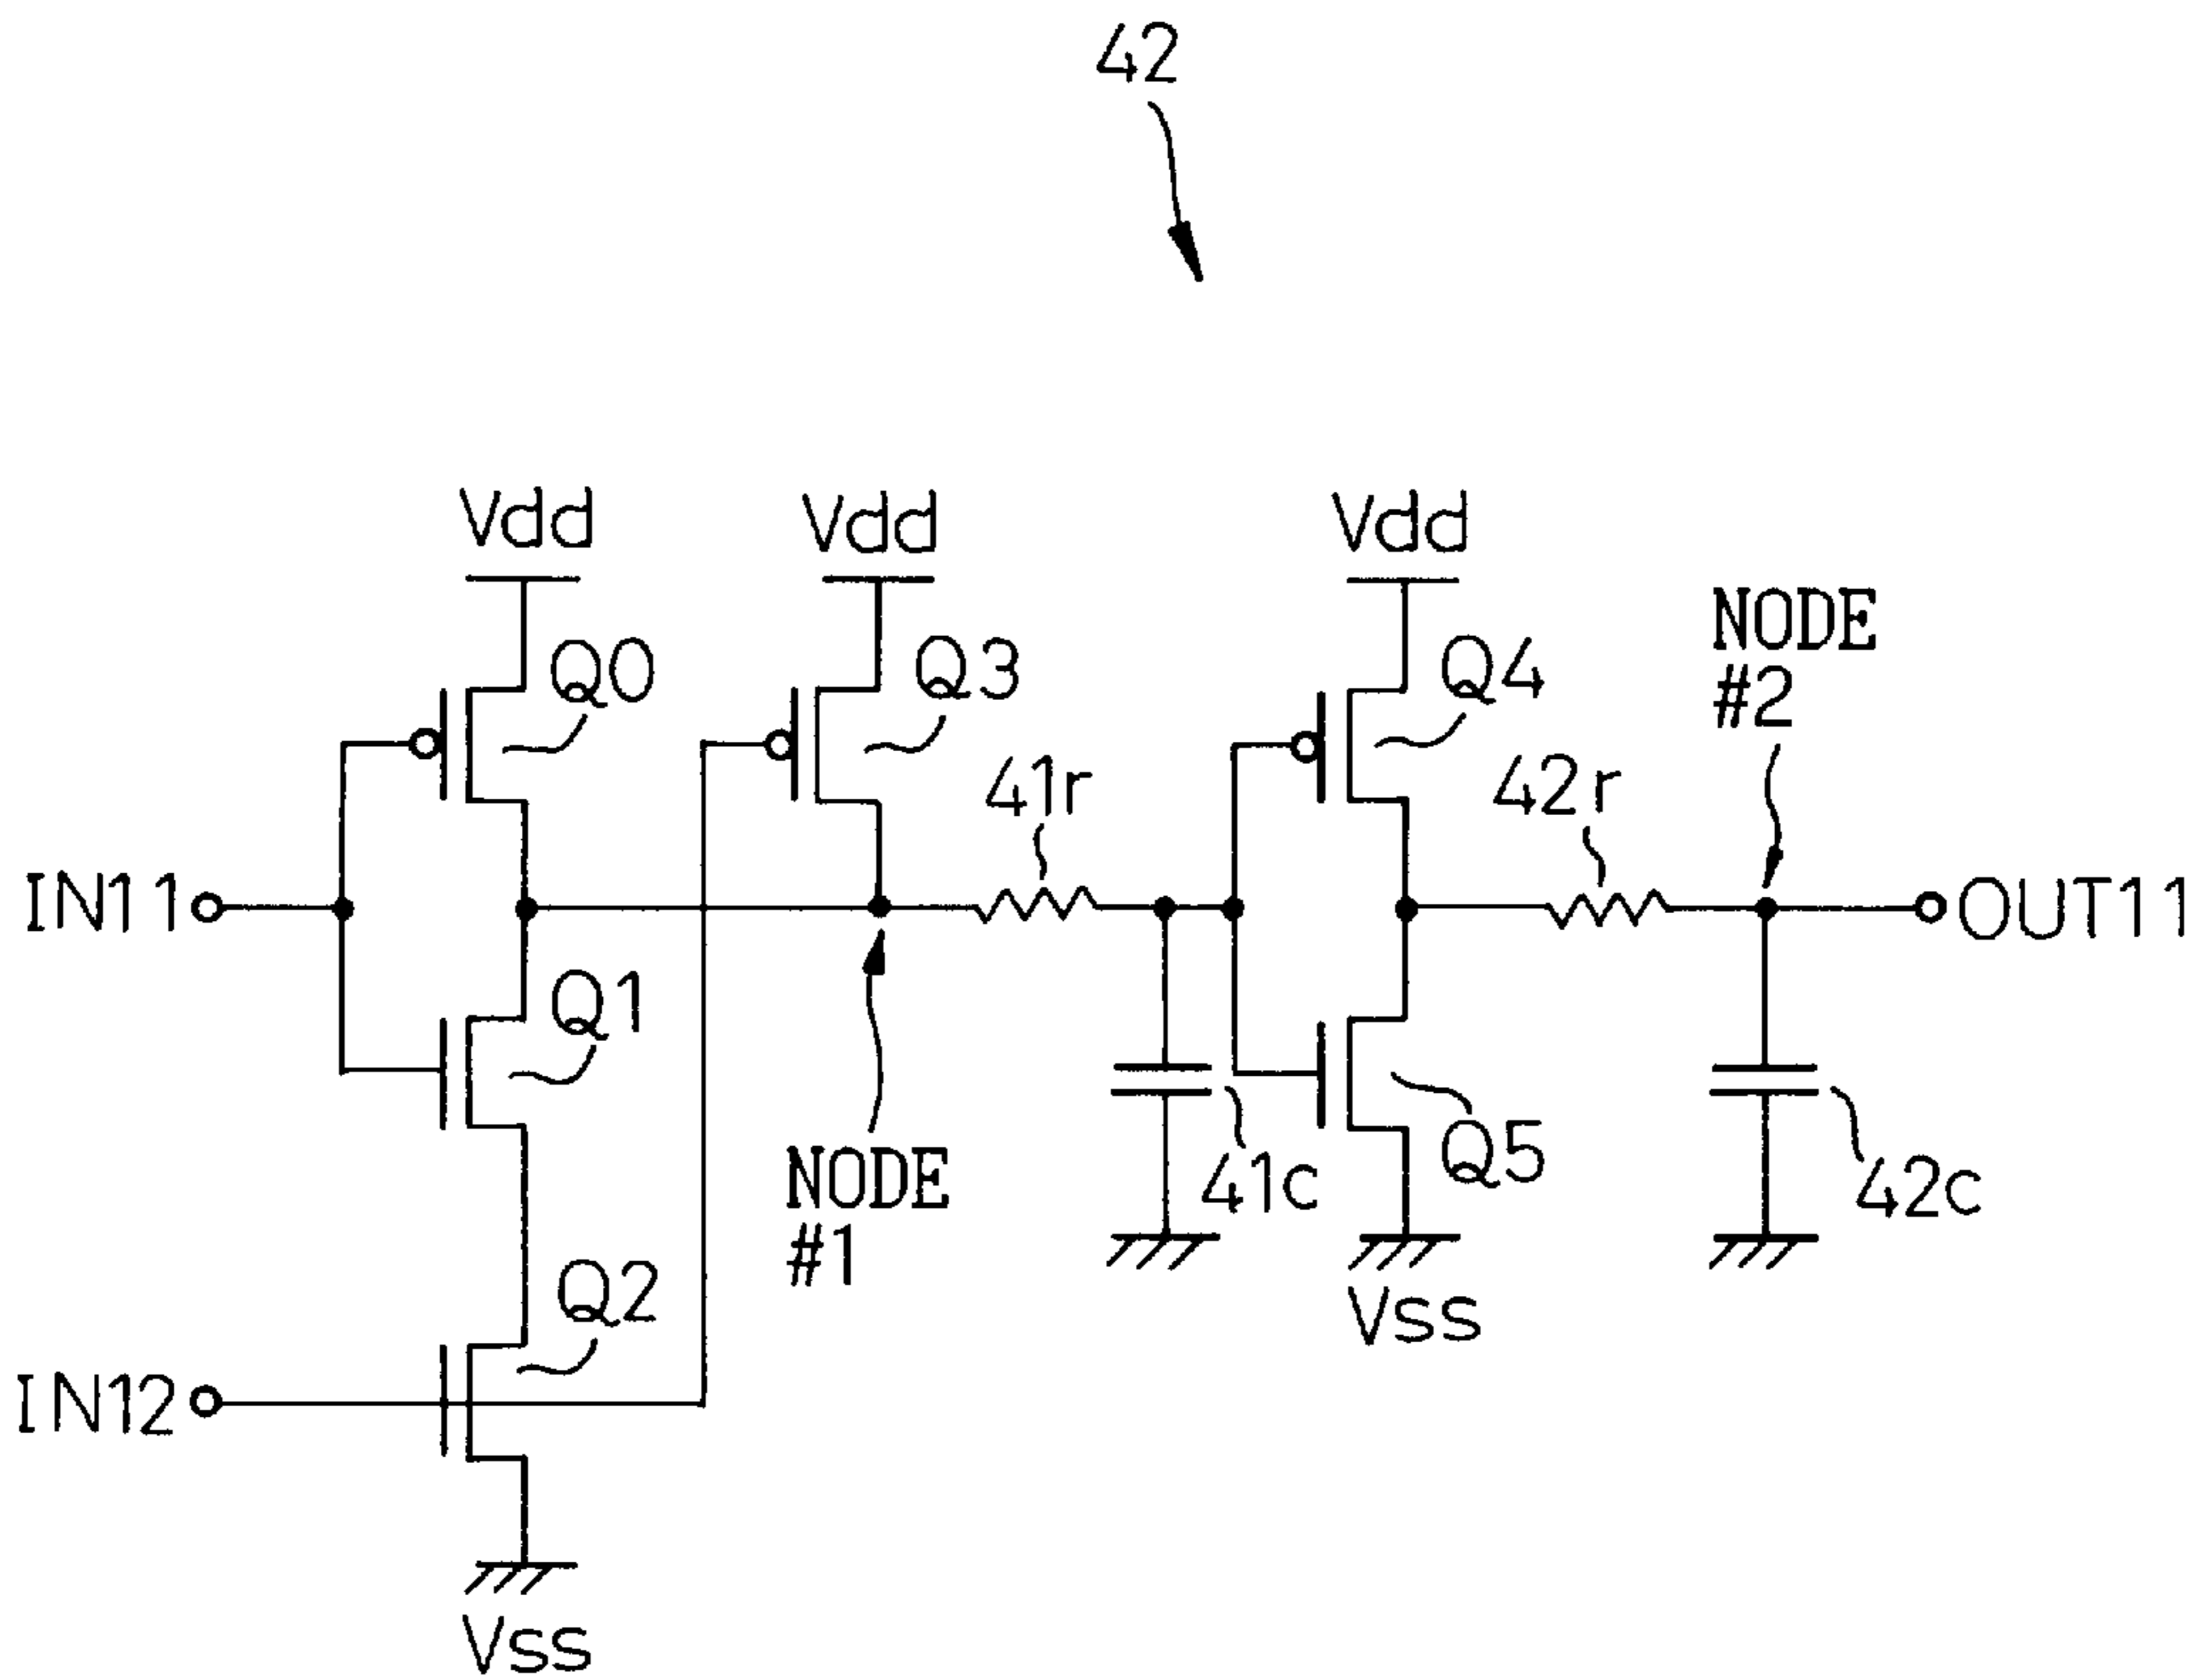 42
Vdd
Vdd
Vdd
NODE
#2
Q0
Q3
Q4
41r
42r
IN11
OUT11
Q1
NODE
#1
41c
Q5
42c
Q2
Vss
IN12
Vss